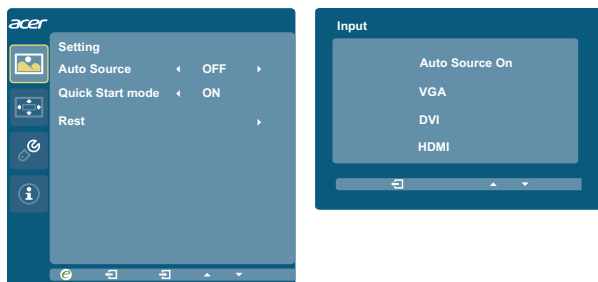 acer
Setting
Auto Source OFF
Quick Start mode ON
Rest
Input
Auto Source On
VGA
DVI
HDMI